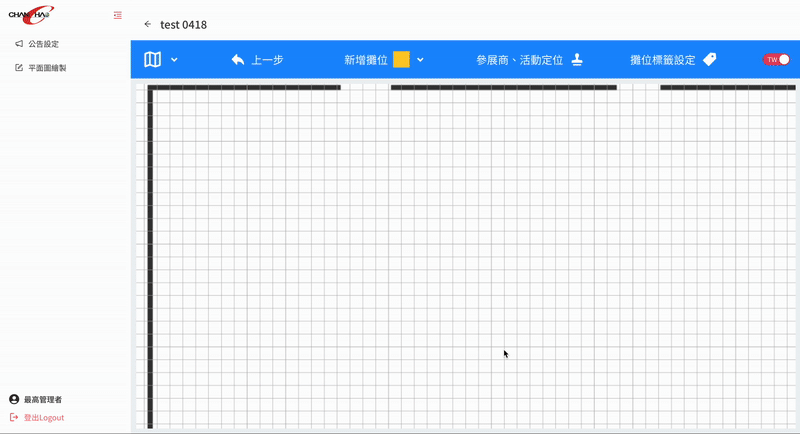 CHAN HAO
test 0418
公告設定
平面圖繪製
上一步
新增攤位
參展商、活動定位
攤位標籤設定
TW
最高管理者
登出Logout